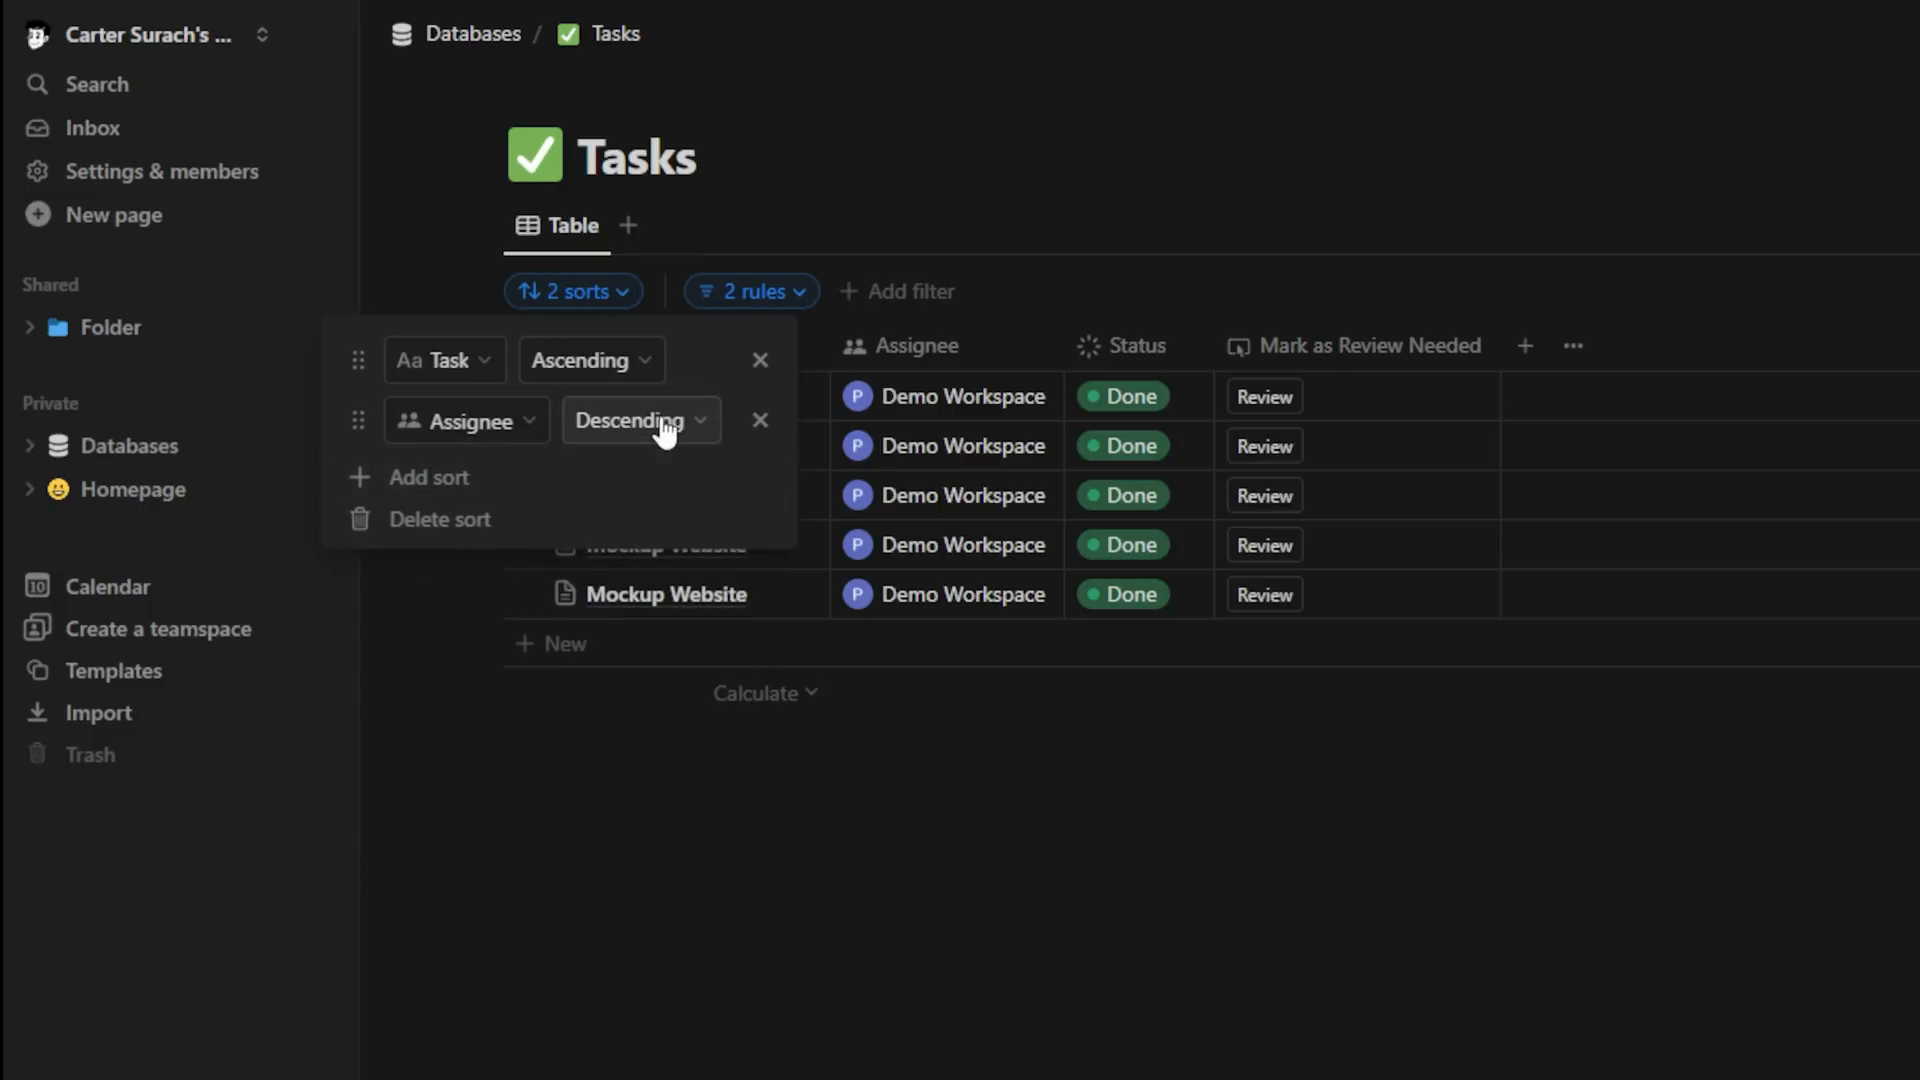 Carter Surach's ...
Search
Inbox
Settings & members
New page
Shared
Folder
Private
Databases
Homepage
Calendar
Create a teamspace
Templates
Import
Trash
Databases / Tasks
Tasks
Table +
2 sorts
2 rules
+ Add filter
Aa Task Ascending
Assignee Descending
+ Add sort
Delete sort
Assignee Status Mark as Review Needed + ...
P Demo Workspace Done Review
P Demo Workspace Done Review
P Demo Workspace Done Review
Mockup Website P Demo Workspace Done Review
Mockup Website P Demo Workspace Done Review
+ New
Calculate